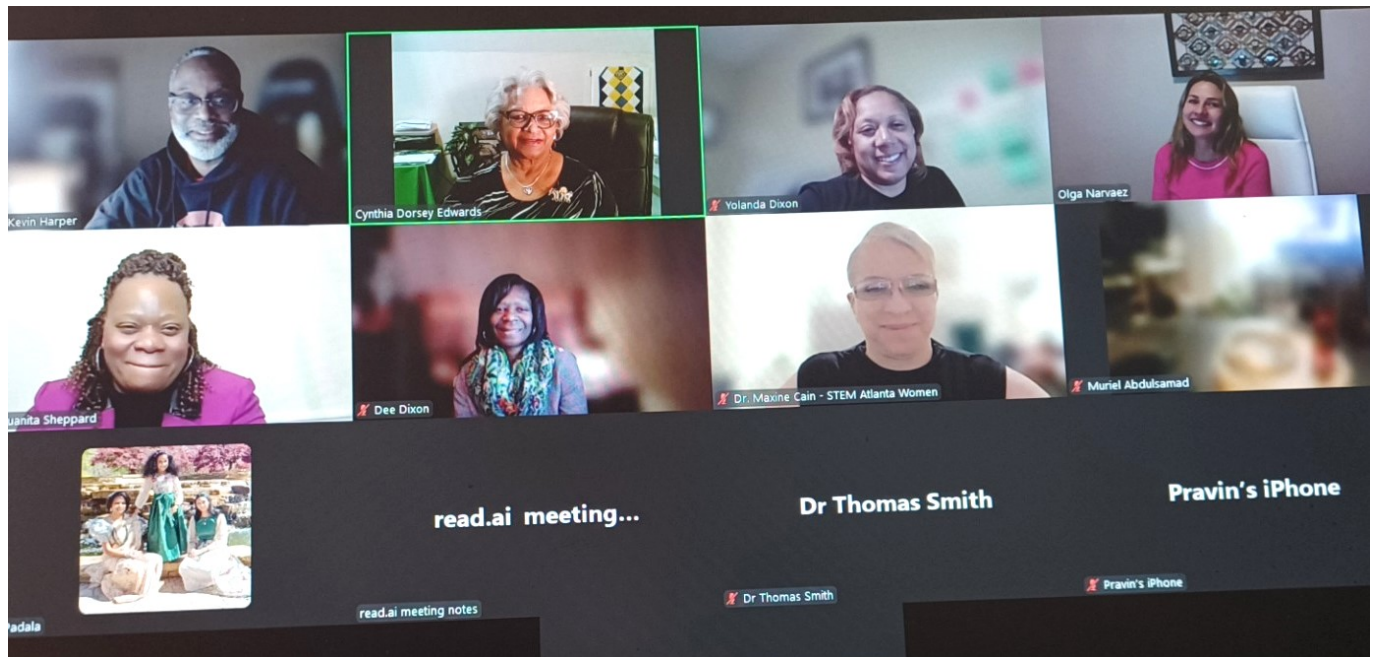 Kevin Harper
Cynthia Dorsey Edwards
Yolanda Dixon
Olga Narvaez
uanita Sheppard
Dee Dixon
Dr. Maxine Cain - STEM Atlanta Women
Muriel Abdulsamad
read.ai meeting...
Dr Thomas Smith
Pravin's iPhone
adala
read.ai meeting notes
Dr Thomas Smith
Pravin's iPhone